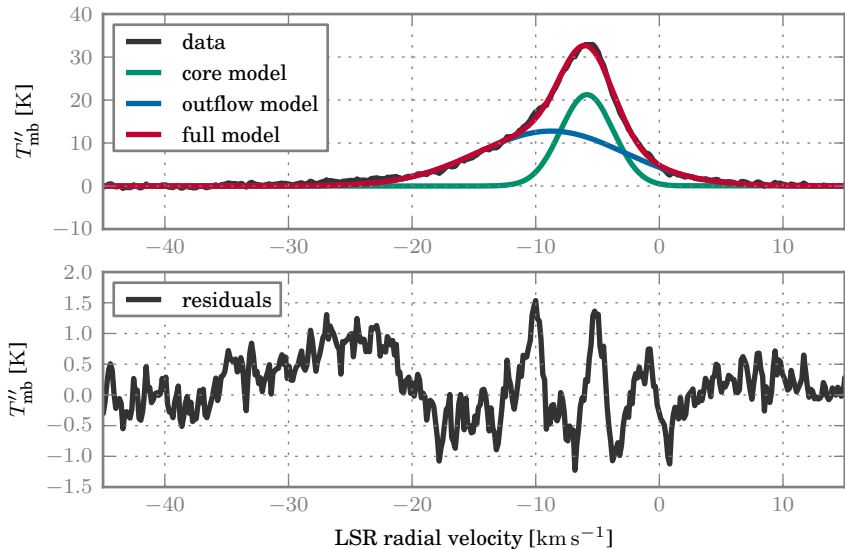 40
30
20
10
0
−10
T″mb [K]
data
core model
outflow model
full model
−40 −30 −20 −10 0 10
2.0
1.5
1.0
0.5
0.0
−0.5
−1.0
−1.5
T″mb [K]
residuals
−40 −30 −20 −10 0 10
LSR radial velocity [km s⁻¹]